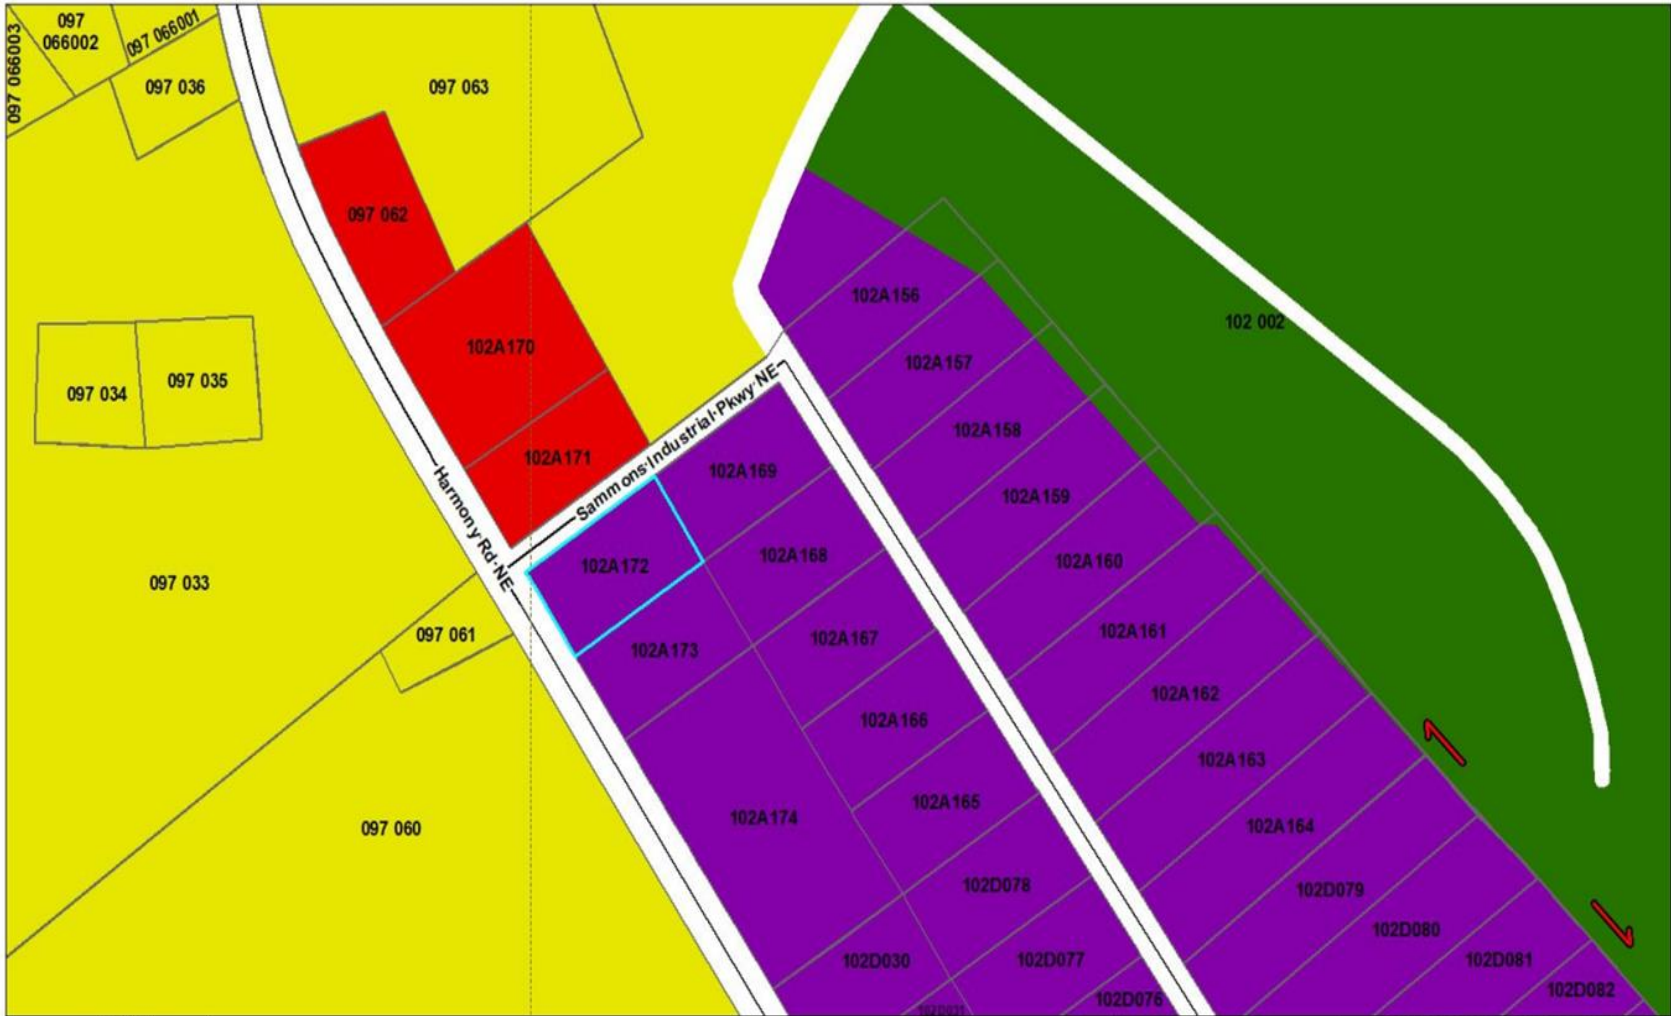 097
066002
097 066001
097 066003
097 036
097 063
097 062
102A156
102 002
102A170
102A157
097 034
097 035
Sammons Industrial Pkwy NE
102A158
102A171
102A169
102A159
Harmony Rd NE
102A172
102A168
102A160
097 033
097 061
102A173
102A167
102A161
102A166
102A162
102A163
102A174
102A165
102A164
097 060
102D078
102D079
102D080
102D030
102D077
102D081
102D076
102D082
102D031